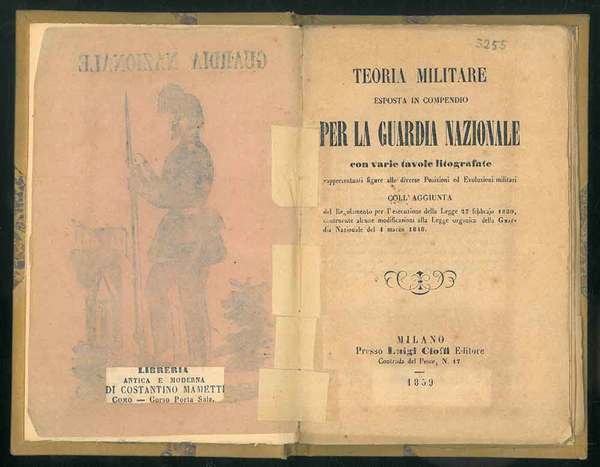 GUARDIA NAZIONALE
LIBRERIA
ANTICA E MODERNA
DI COSTANTINO MAMETTI
COMO — Corso Porta Sala.
3255
TEORIA MILITARE
ESPOSTA IN COMPENDIO
PER LA GUARDIA NAZIONALE
con varie tavole litografate
rappresentanti figure alle diverse Posizioni ed Evoluzioni militari
COLL' AGGIUNTA
del Regolamento per l'esecuzione della Legge 27 febbrajo 1859,
contenente alcune modificazioni alla Legge organica della Guar-
dia Nazionale del 4 marzo 1848.
MILANO
Presso Luigi Cioffi Editore
Contrada del Pesce, N. 17
1859